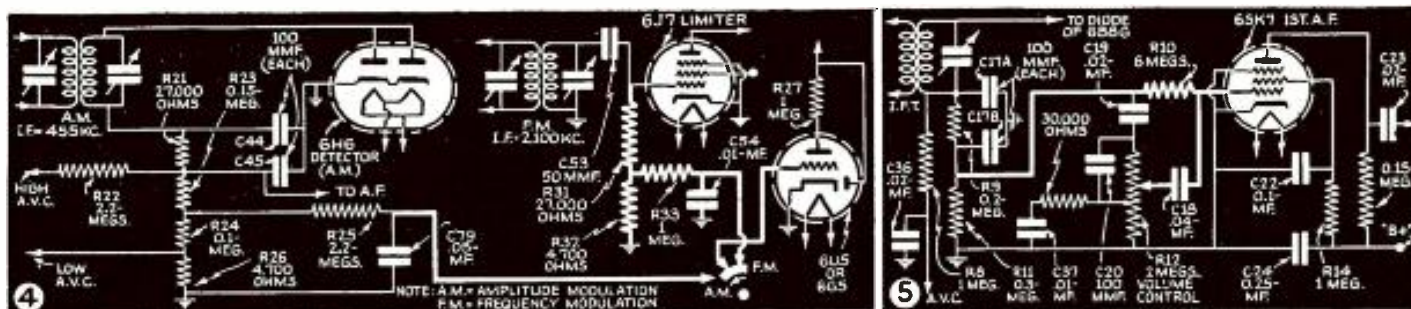 4
A.M.
I.F.= 455KC.
R21
27,000
OHMS
R23
0.15-
MEG.
100
MMF.
(EACH)
C44
C45
6H6
DETECTOR
(A.M.)
TO A.F.
HIGH
A.V.C.
R22
2.2-
MEGS.
R24
0.1-
MEG.
R26
4,700
OHMS
LOW
A.V.C.
R25
2.2-
MEGS.
C79
.05-
MF.
NOTE: A.M.= AMPLITUDE MODULATION
F.M.= FREQUENCY MODULATION
6J7 LIMITER
F.M.
I.F.= 2,100 KC.
C53
50 MMF.
R31
27,000
OHMS
R32
4,700
OHMS
R33
1
MEG.
C54
.01-MF.
R27
1
MEG.
F.M.
A.M.
6U5
OR
6G5
5
TO DIODE
OF 6B8G
I.F.T.
C17A
100
MMF.
(EACH)
C17B
C19
.02-
MF.
R10
6 MEGS.
6SK7 1ST. A.F.
C23
.02-
MF.
C36
.02-
MF.
R9
0.2-
MEG.
30,000
OHMS
C18
.04-
MF.
C22
0.1-
MF.
0.15-
MEG.
"B+"
A.V.C.
R8
1 MEG.
R11
0.3-
MEG.
C37
.01-
MF.
C20
100
MMF.
R12
2 MEGS.
VOLUME
CONTROL
C24
0.25-
MF.
R14
1 MEG.